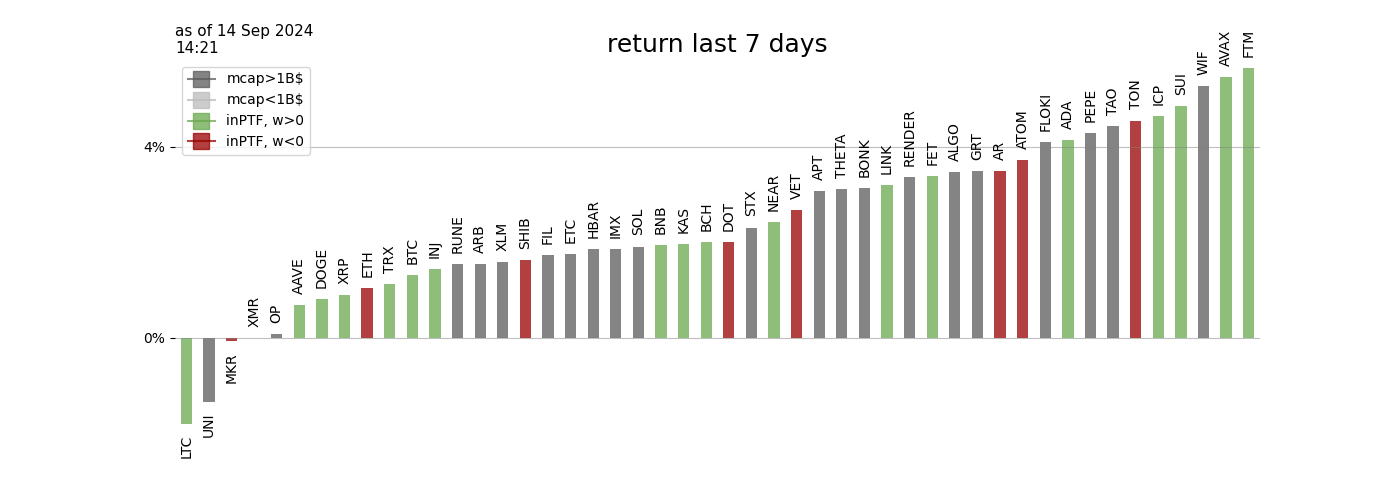 as of 14 Sep 2024
14:21
return last 7 days
mcap>1B$
mcap<1B$
inPTF, w>0
inPTF, w<0
4%
0%
LTC
UNI
MKR
XMR
OP
AAVE
DOGE
XRP
ETH
TRX
BTC
INJ
RUNE
ARB
XLM
SHIB
FIL
ETC
HBAR
IMX
SOL
BNB
KAS
BCH
DOT
STX
NEAR
VET
APT
THETA
BONK
LINK
RENDER
FET
ALGO
GRT
AR
ATOM
FLOKI
ADA
PEPE
TAO
TON
ICP
SUI
WIF
AVAX
FTM